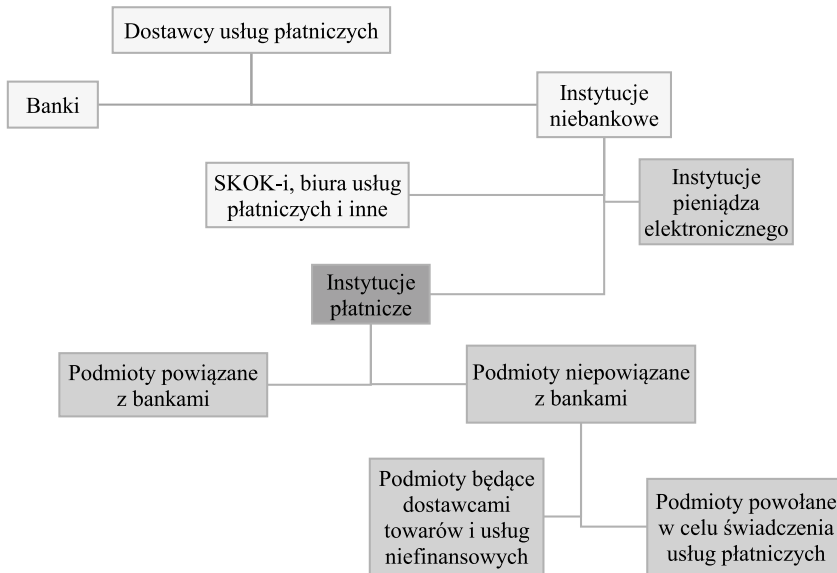 Dostawcy usług płatniczych
Banki
Instytucje
niebankowe
SKOK-i, biura usług
płatniczych i inne
Instytucje
pieniądza
elektronicznego
Instytucje
płatnicze
Podmioty powiązane
z bankami
Podmioty niepowiązane
z bankami
Podmioty będące
dostawcami
towarów i usług
niefinansowych
Podmioty powołane
w celu świadczenia
usług płatniczych